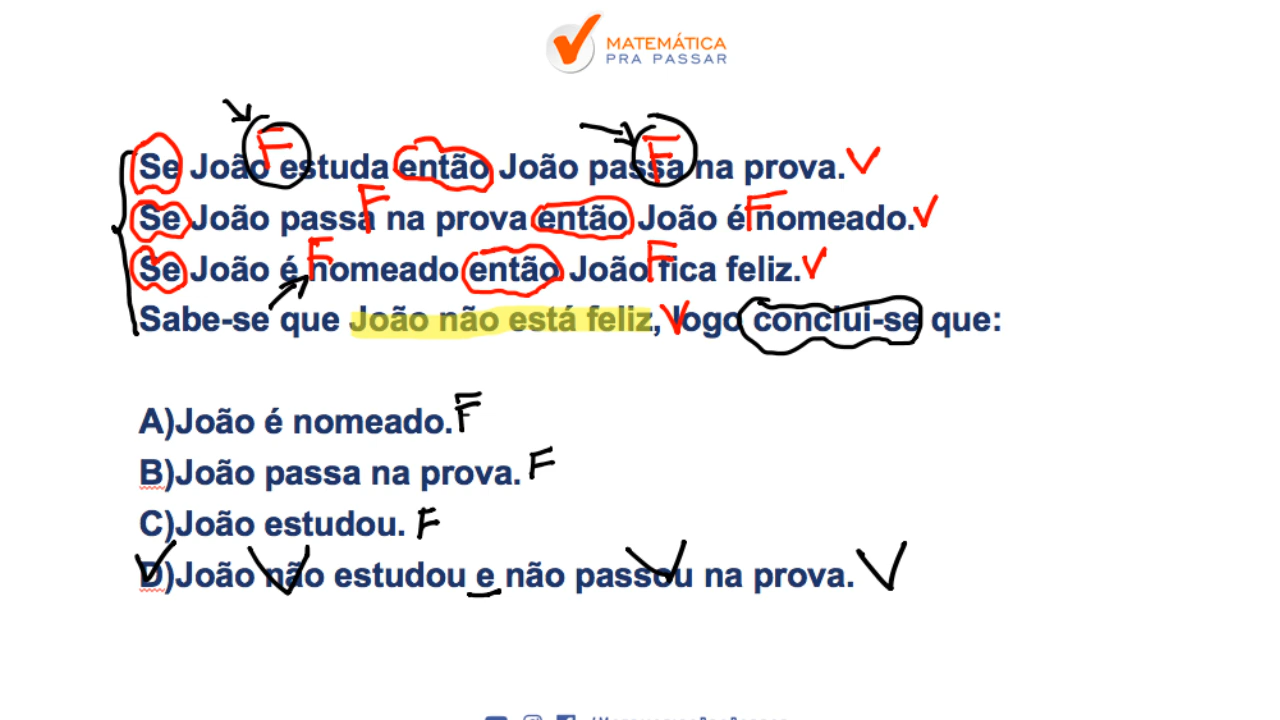 MATEMÁTICA
PRA PASSAR
F F
Se João estuda então João passa na prova. V
F F
Se João passa na prova então João é nomeado. V
F F
Se João é nomeado então João fica feliz. V
Sabe-se que João não está feliz, V logo conclui-se que:
A)João é nomeado. F
B)João passa na prova. F
C)João estudou. F
V V V V
D)João não estudou e não passou na prova.